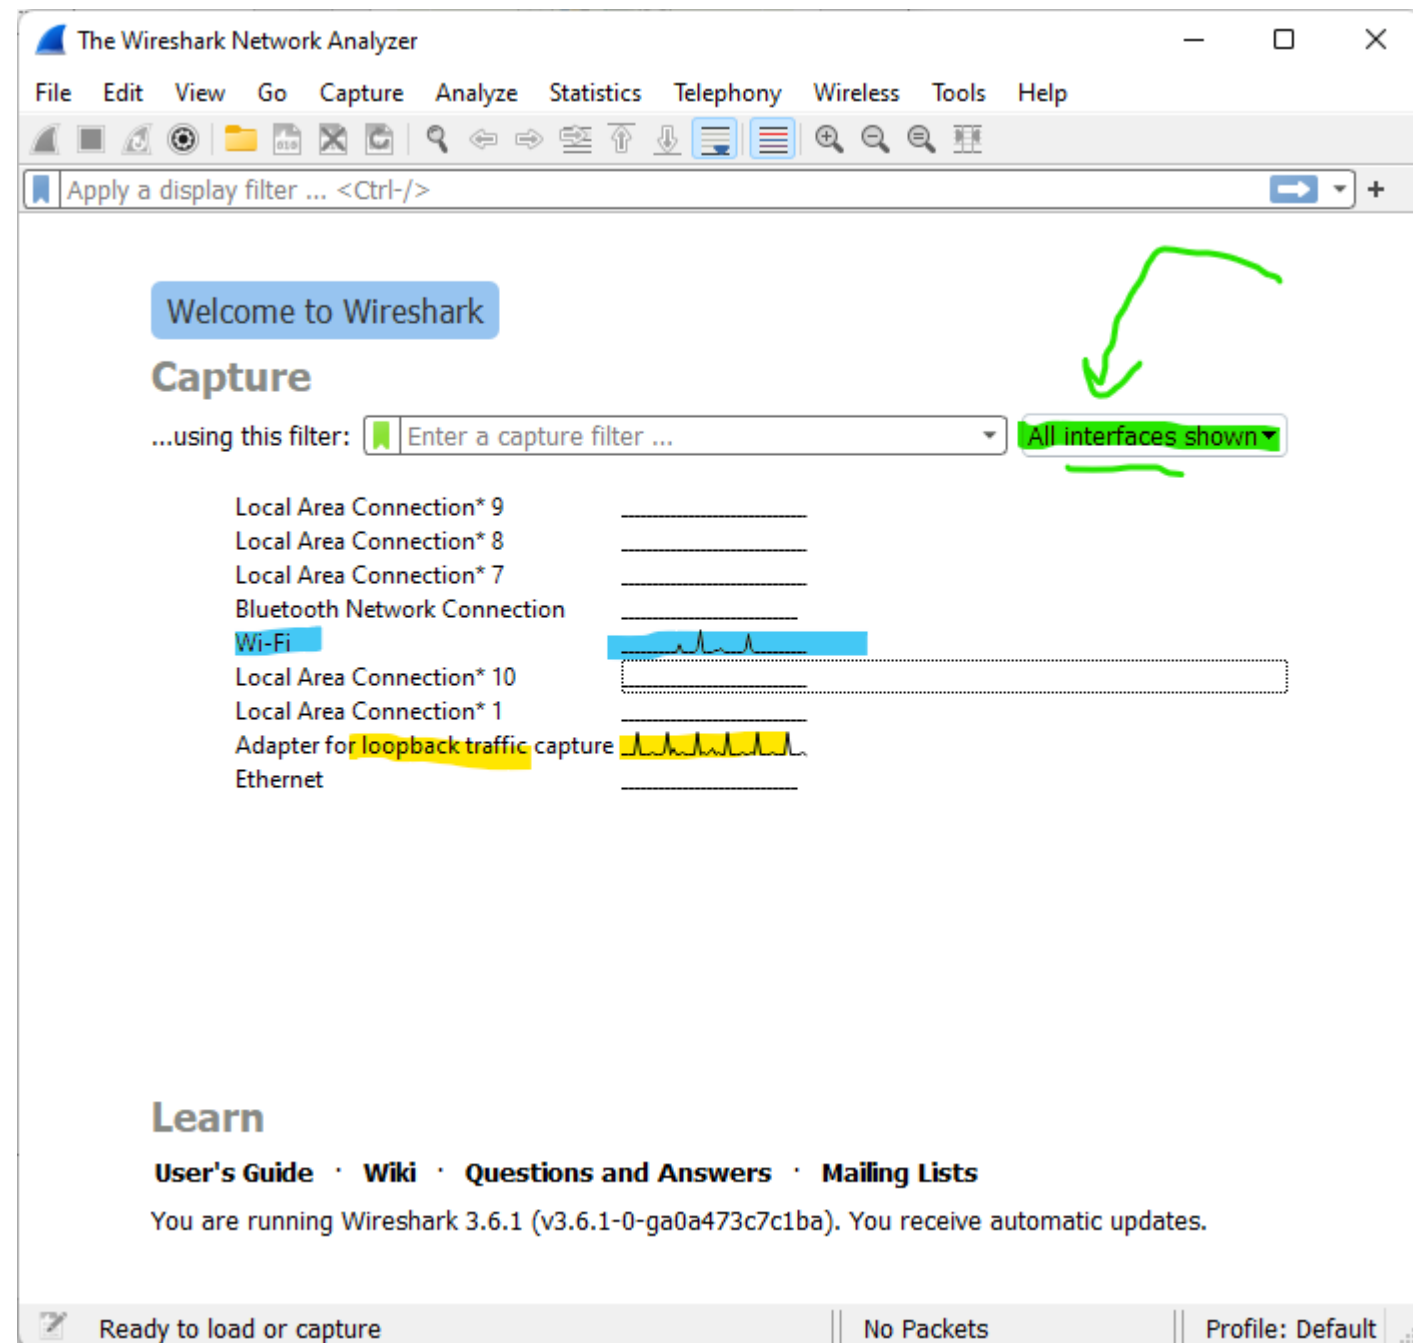 The Wireshark Network Analyzer
File Edit View Go Capture Analyze Statistics Telephony Wireless Tools Help
Apply a display filter ... <Ctrl-/>
+
Welcome to Wireshark
Capture
...using this filter: Enter a capture filter ... All interfaces shown
Local Area Connection* 9
Local Area Connection* 8
Local Area Connection* 7
Bluetooth Network Connection
Wi-Fi
Local Area Connection* 10
Local Area Connection* 1
Adapter for loopback traffic capture
Ethernet
Learn
User's Guide · Wiki · Questions and Answers · Mailing Lists
You are running Wireshark 3.6.1 (v3.6.1-0-ga0a473c7c1ba). You receive automatic updates.
Ready to load or capture No Packets Profile: Default